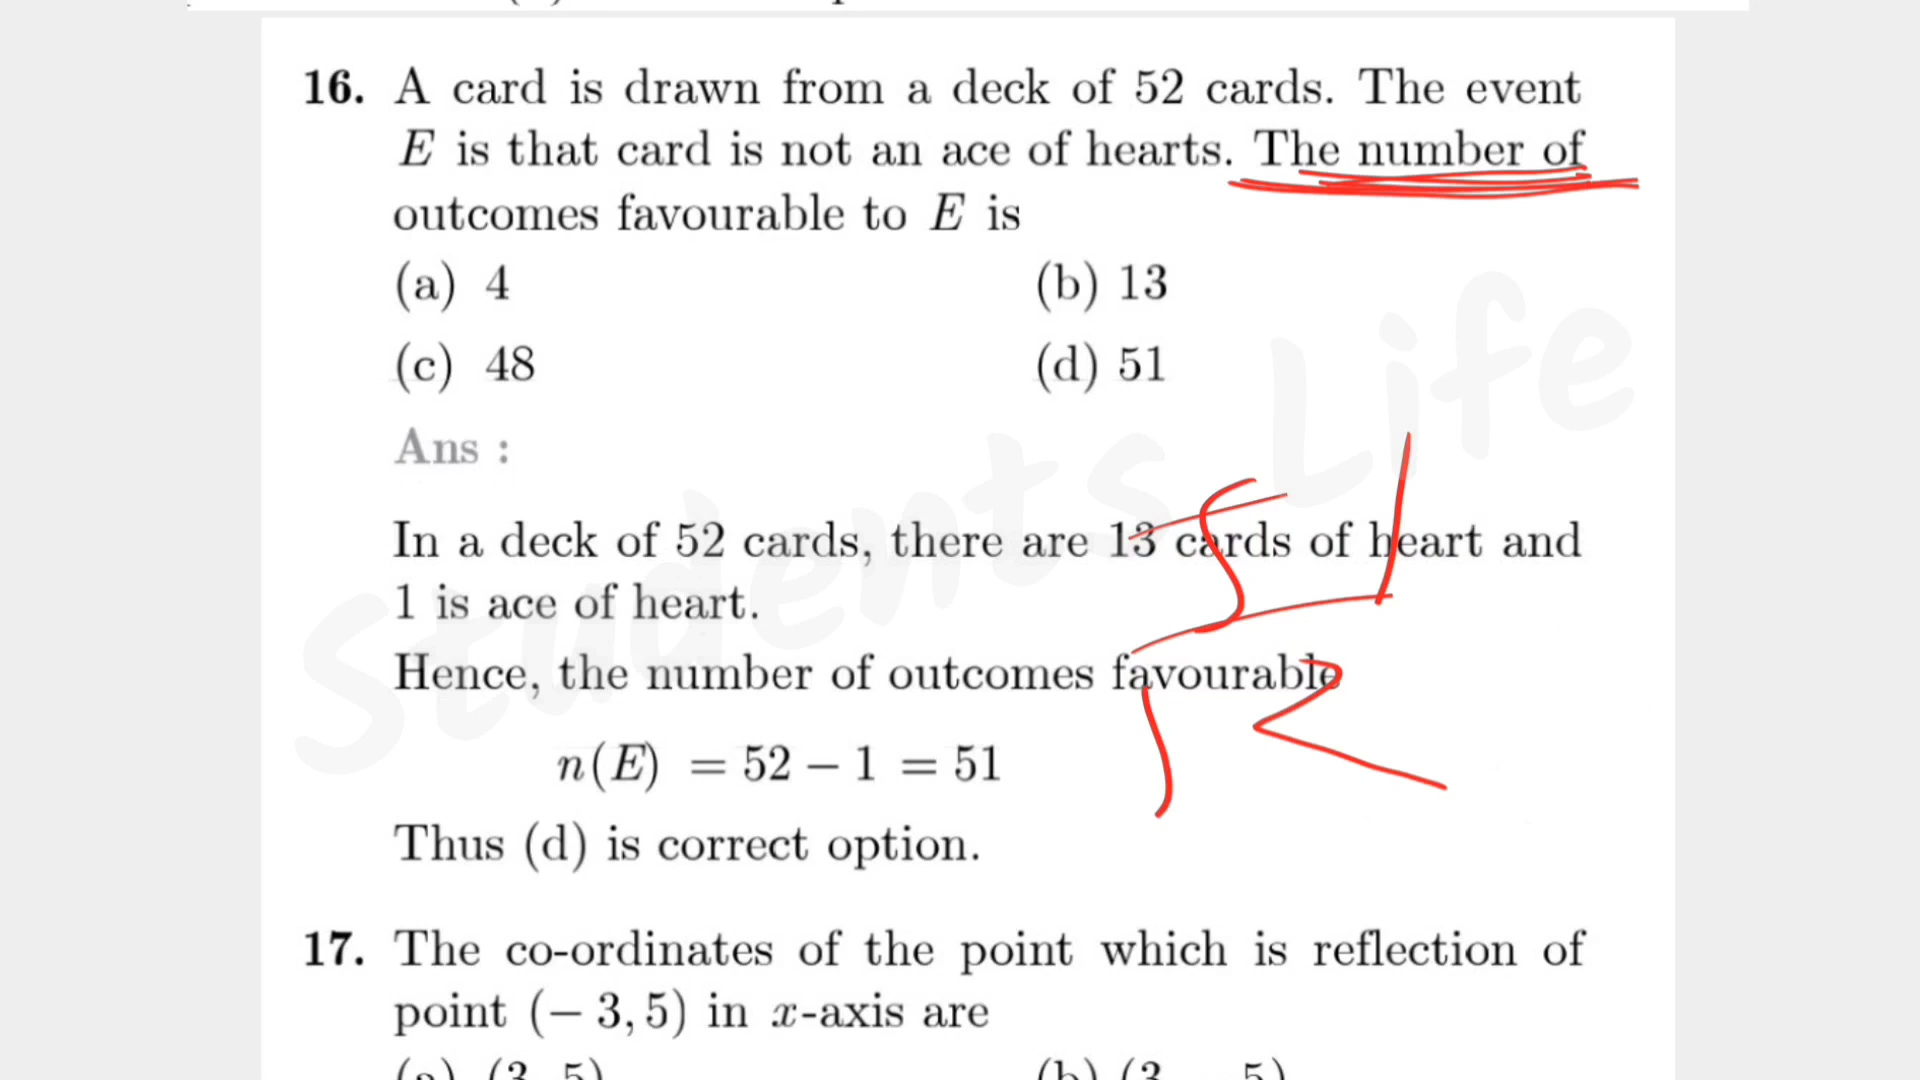 16. A card is drawn from a deck of 52 cards. The event
E is that card is not an ace of hearts. The number of
outcomes favourable to E is
(a) 4 (b) 13
(c) 48 (d) 51
Ans :
In a deck of 52 cards, there are 13 cards of heart and
1 is ace of heart.
Hence, the number of outcomes favourable
n(E) = 52 − 1 = 51
Thus (d) is correct option.
51
52
17. The co-ordinates of the point which is reflection of
point (− 3, 5) in x-axis are
Students Life